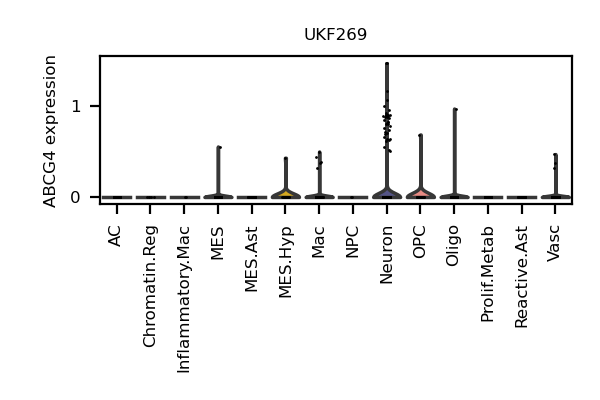 UKF269
ABCG4 expression
1
0
AC
Chromatin.Reg
Inflammatory.Mac
MES
MES.Ast
MES.Hyp
Mac
NPC
Neuron
OPC
Oligo
Prolif.Metab
Reactive.Ast
Vasc